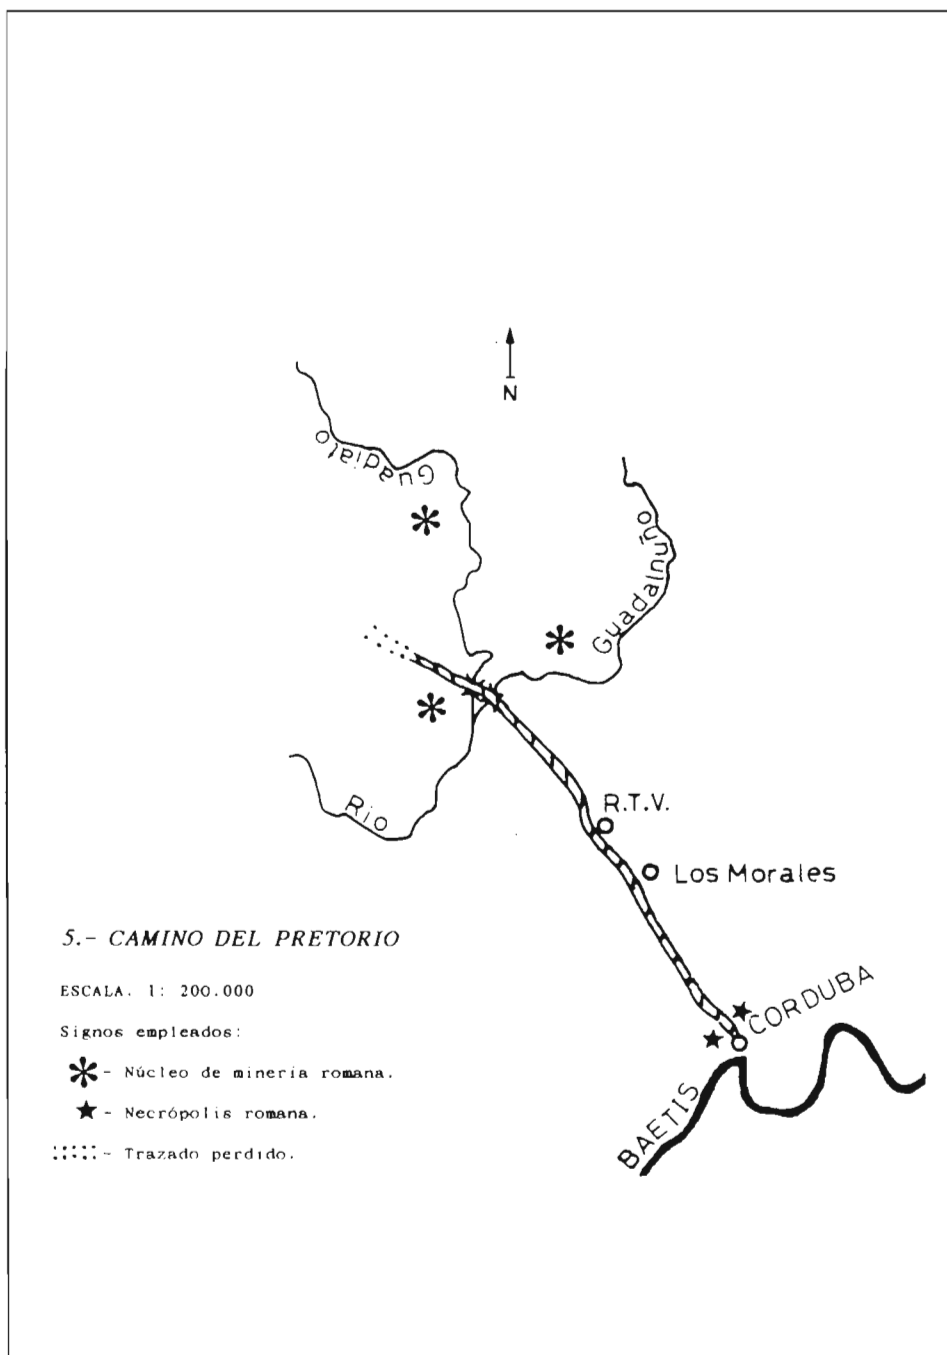 N
Guadiato
Guadalnuño
Rio
R.T.V.
Los Morales
5.- CAMINO DEL PRETORIO
CORDUBA
ESCALA. 1: 200.000
Signos empleados:
- Núcleo de minería romana.
BAETIS
- Necrópolis romana.
- Trazado perdido.